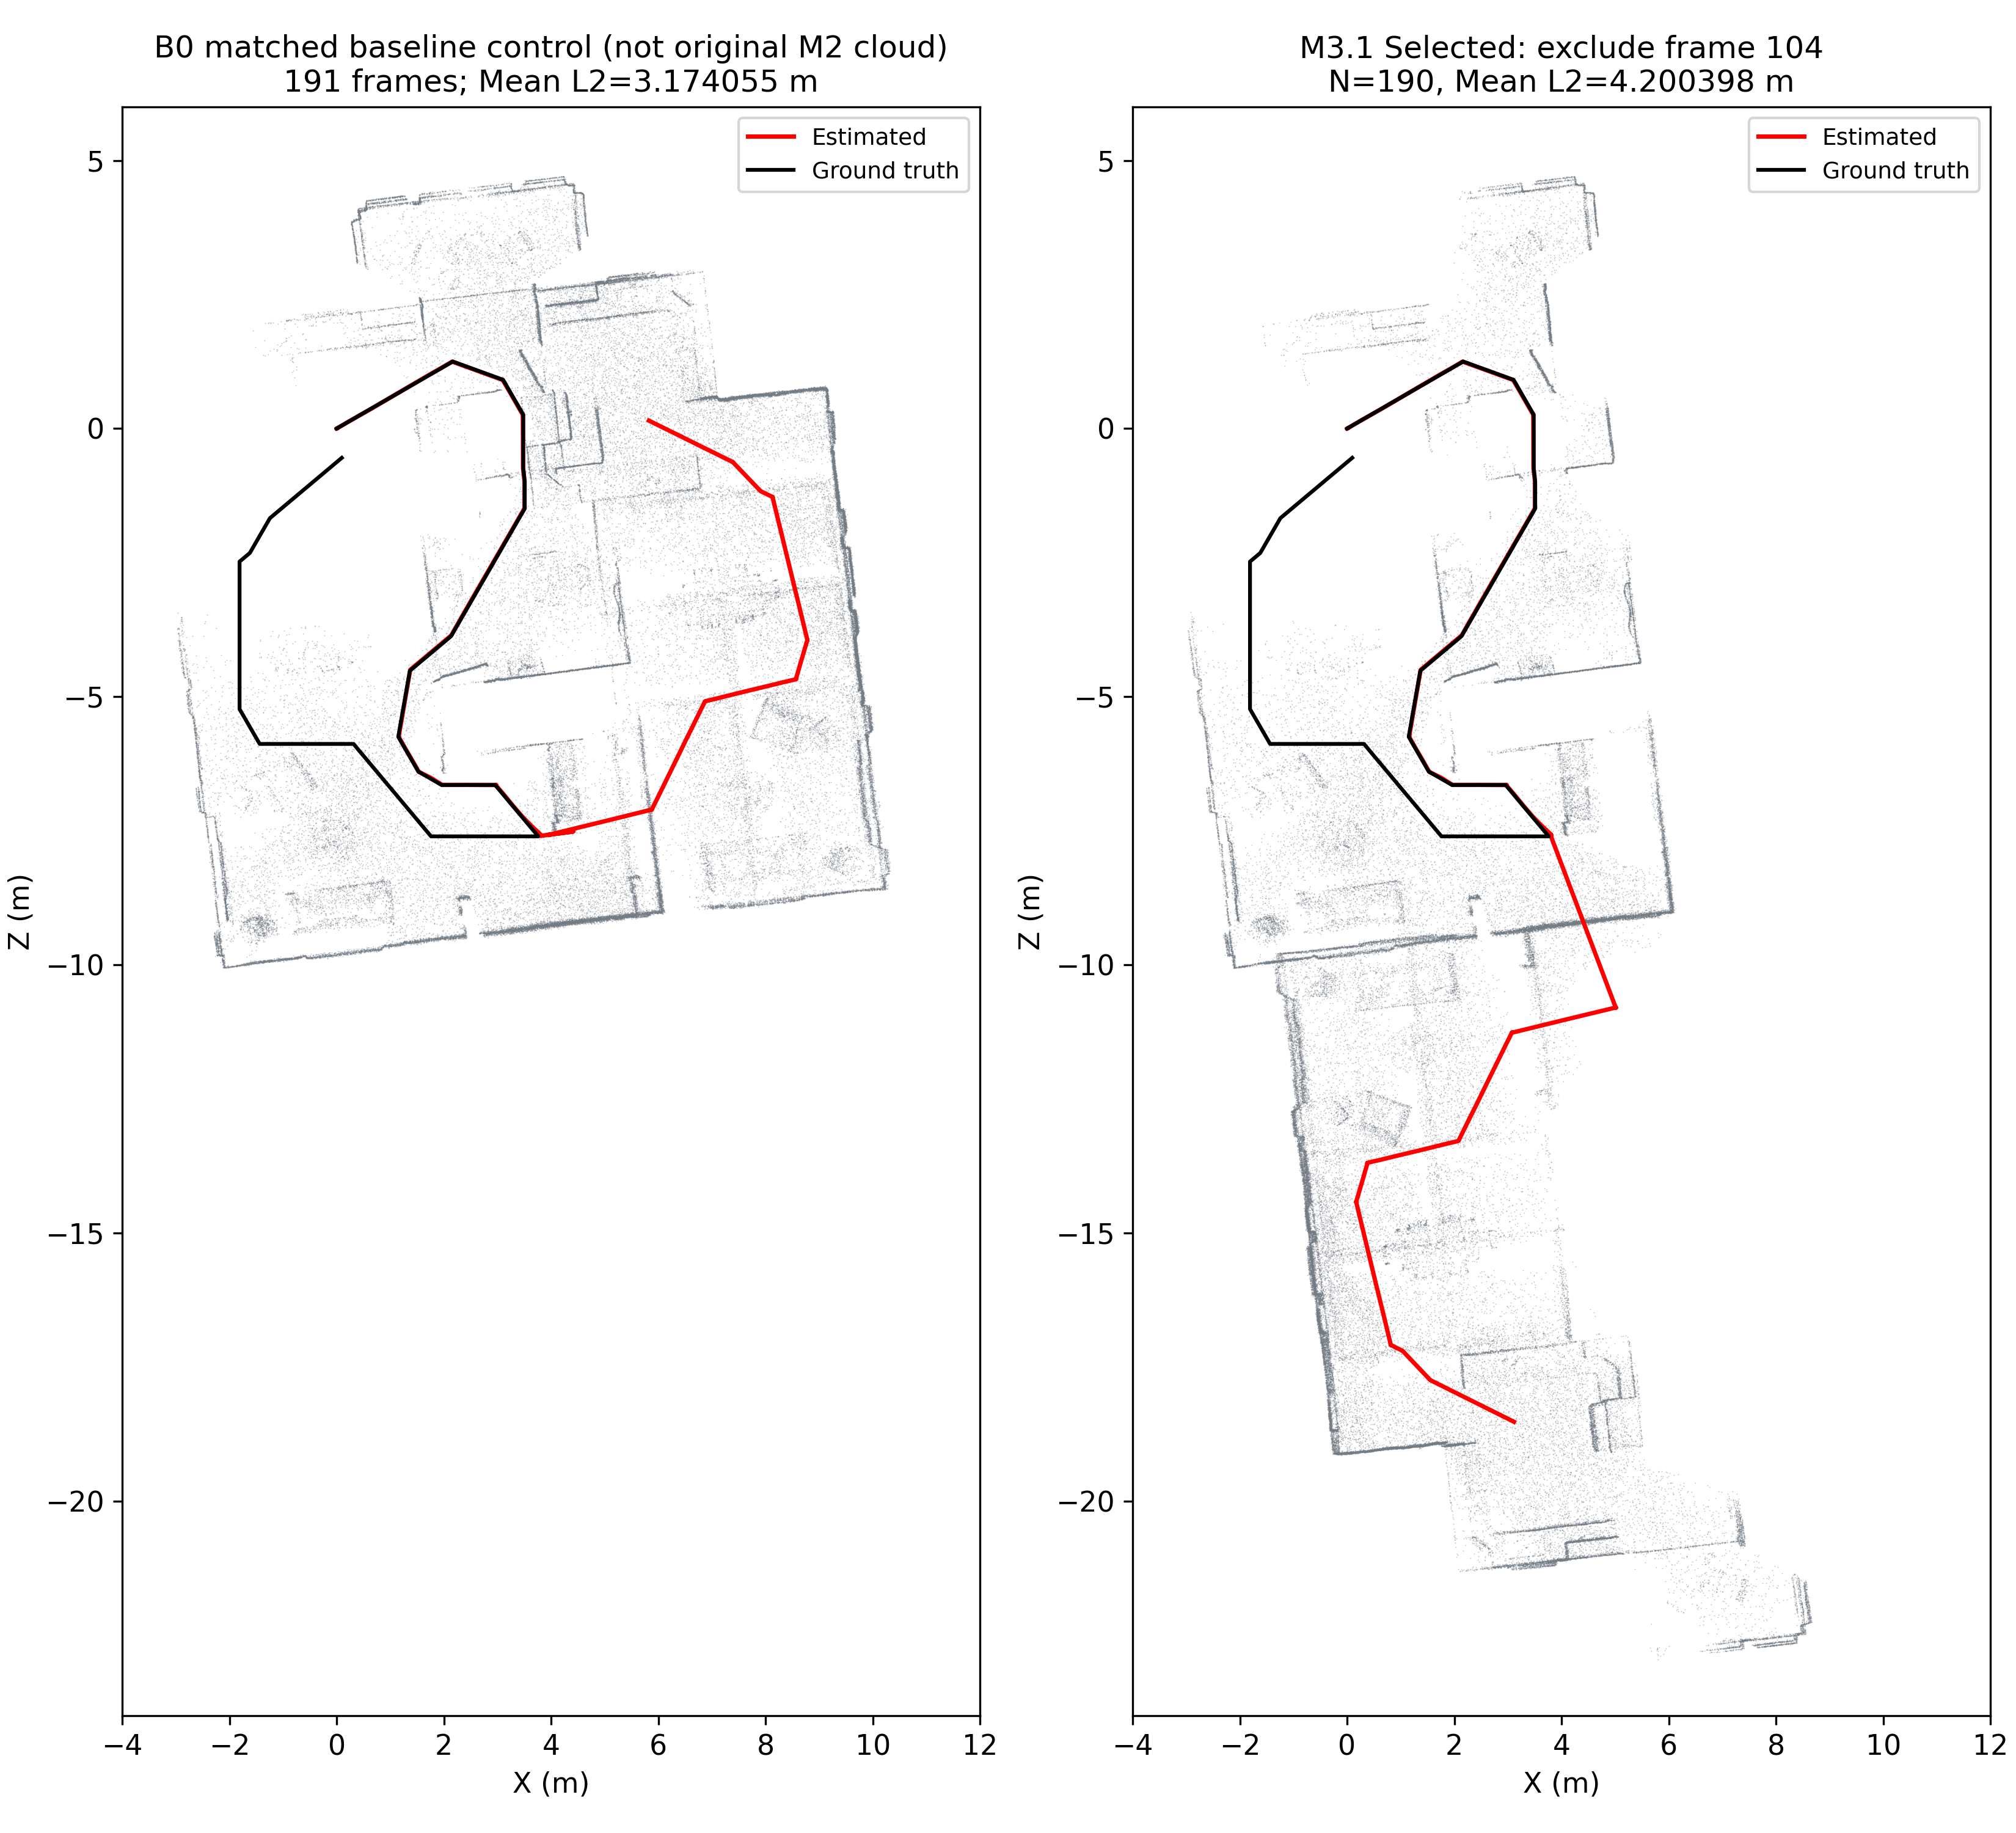 B0 matched baseline control (not original M2 cloud)
191 frames; Mean L2=3.174055 m
Estimated
Ground truth
5
0
−5
−10
−15
−20
Z (m)
−4 −2 0 2 4 6 8 10 12
X (m)
M3.1 Selected: exclude frame 104
N=190, Mean L2=4.200398 m
Estimated
Ground truth
5
0
−5
−10
−15
−20
Z (m)
−4 −2 0 2 4 6 8 10 12
X (m)